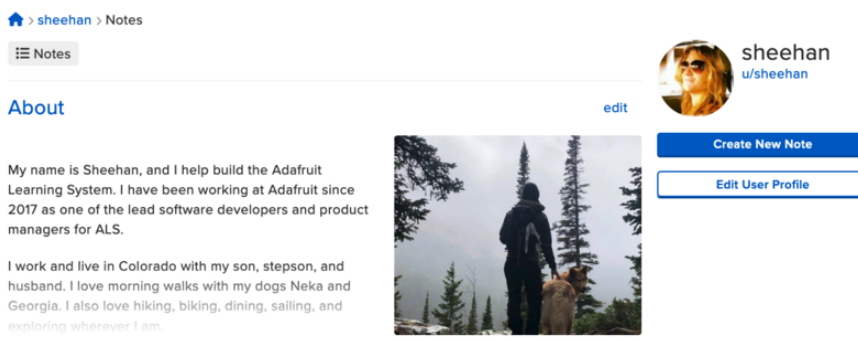 > sheehan > Notes
Notes
About
edit
My name is Sheehan, and I help build the Adafruit
Learning System. I have been working at Adafruit since
2017 as one of the lead software developers and product
managers for ALS.
I work and live in Colorado with my son, stepson, and
husband. I love morning walks with my dogs Neka and
Georgia. I also love hiking, biking, dining, sailing, and
exploring wherever I am.
sheehan
u/sheehan
Create New Note
Edit User Profile